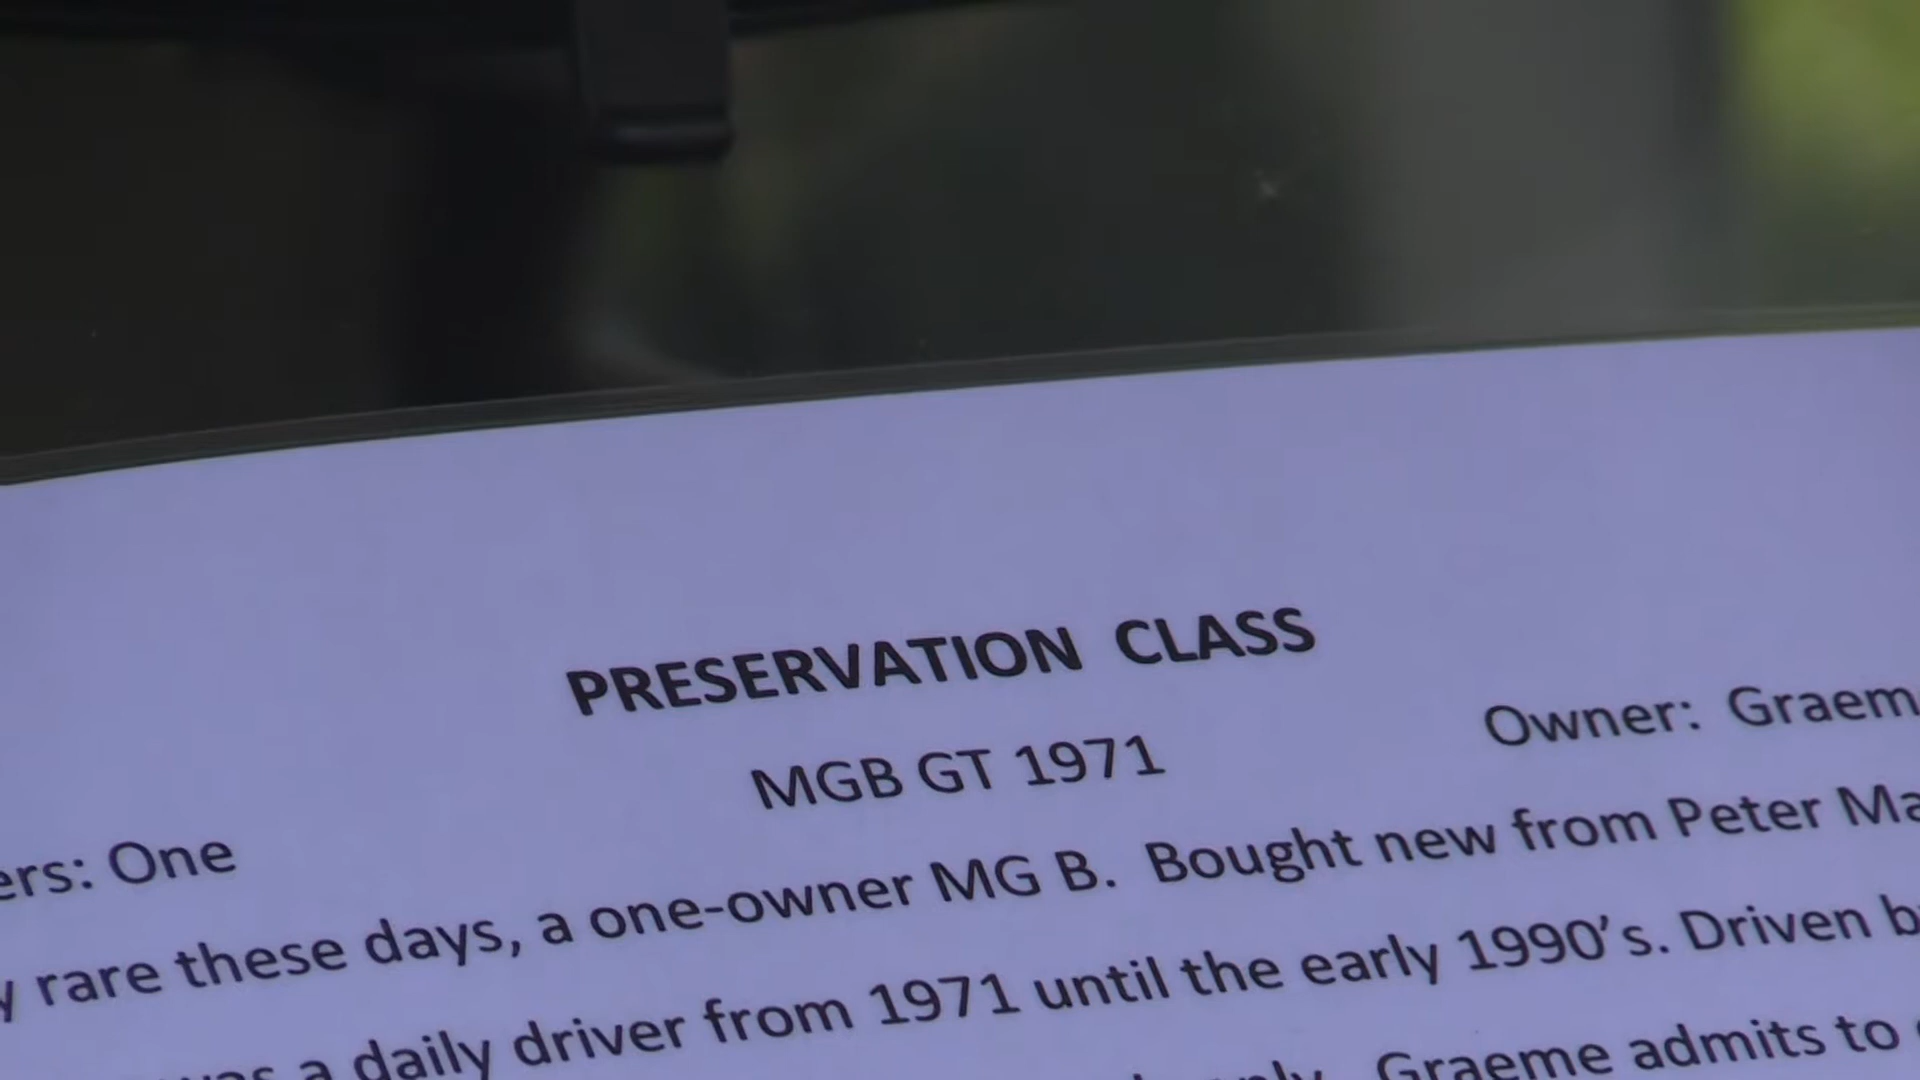 PRESERVATION CLASS
MGB GT 1971 Owner: Graem
ers: One
y rare these days, a one-owner MG B. Bought new from Peter Ma
was a daily driver from 1971 until the early 1990's. Driven b
Graeme admits to